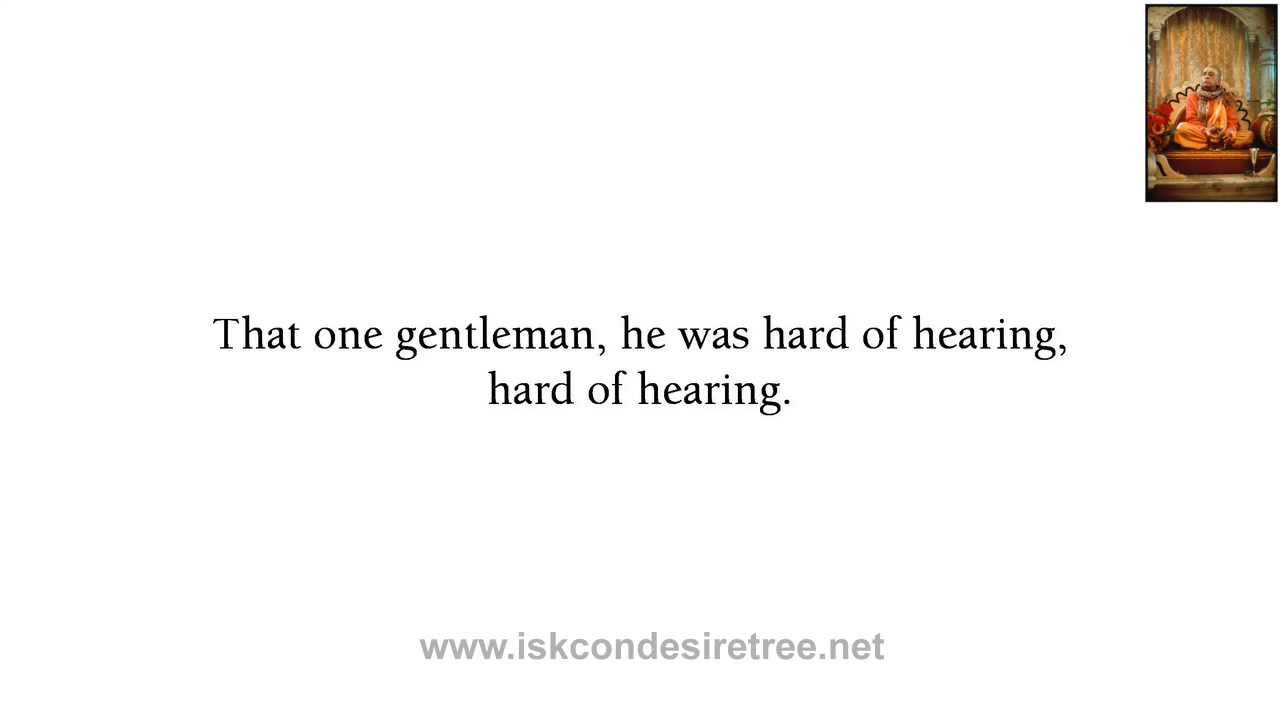 That one gentleman, he was hard of hearing,
hard of hearing.
www.iskcondesiretree.net